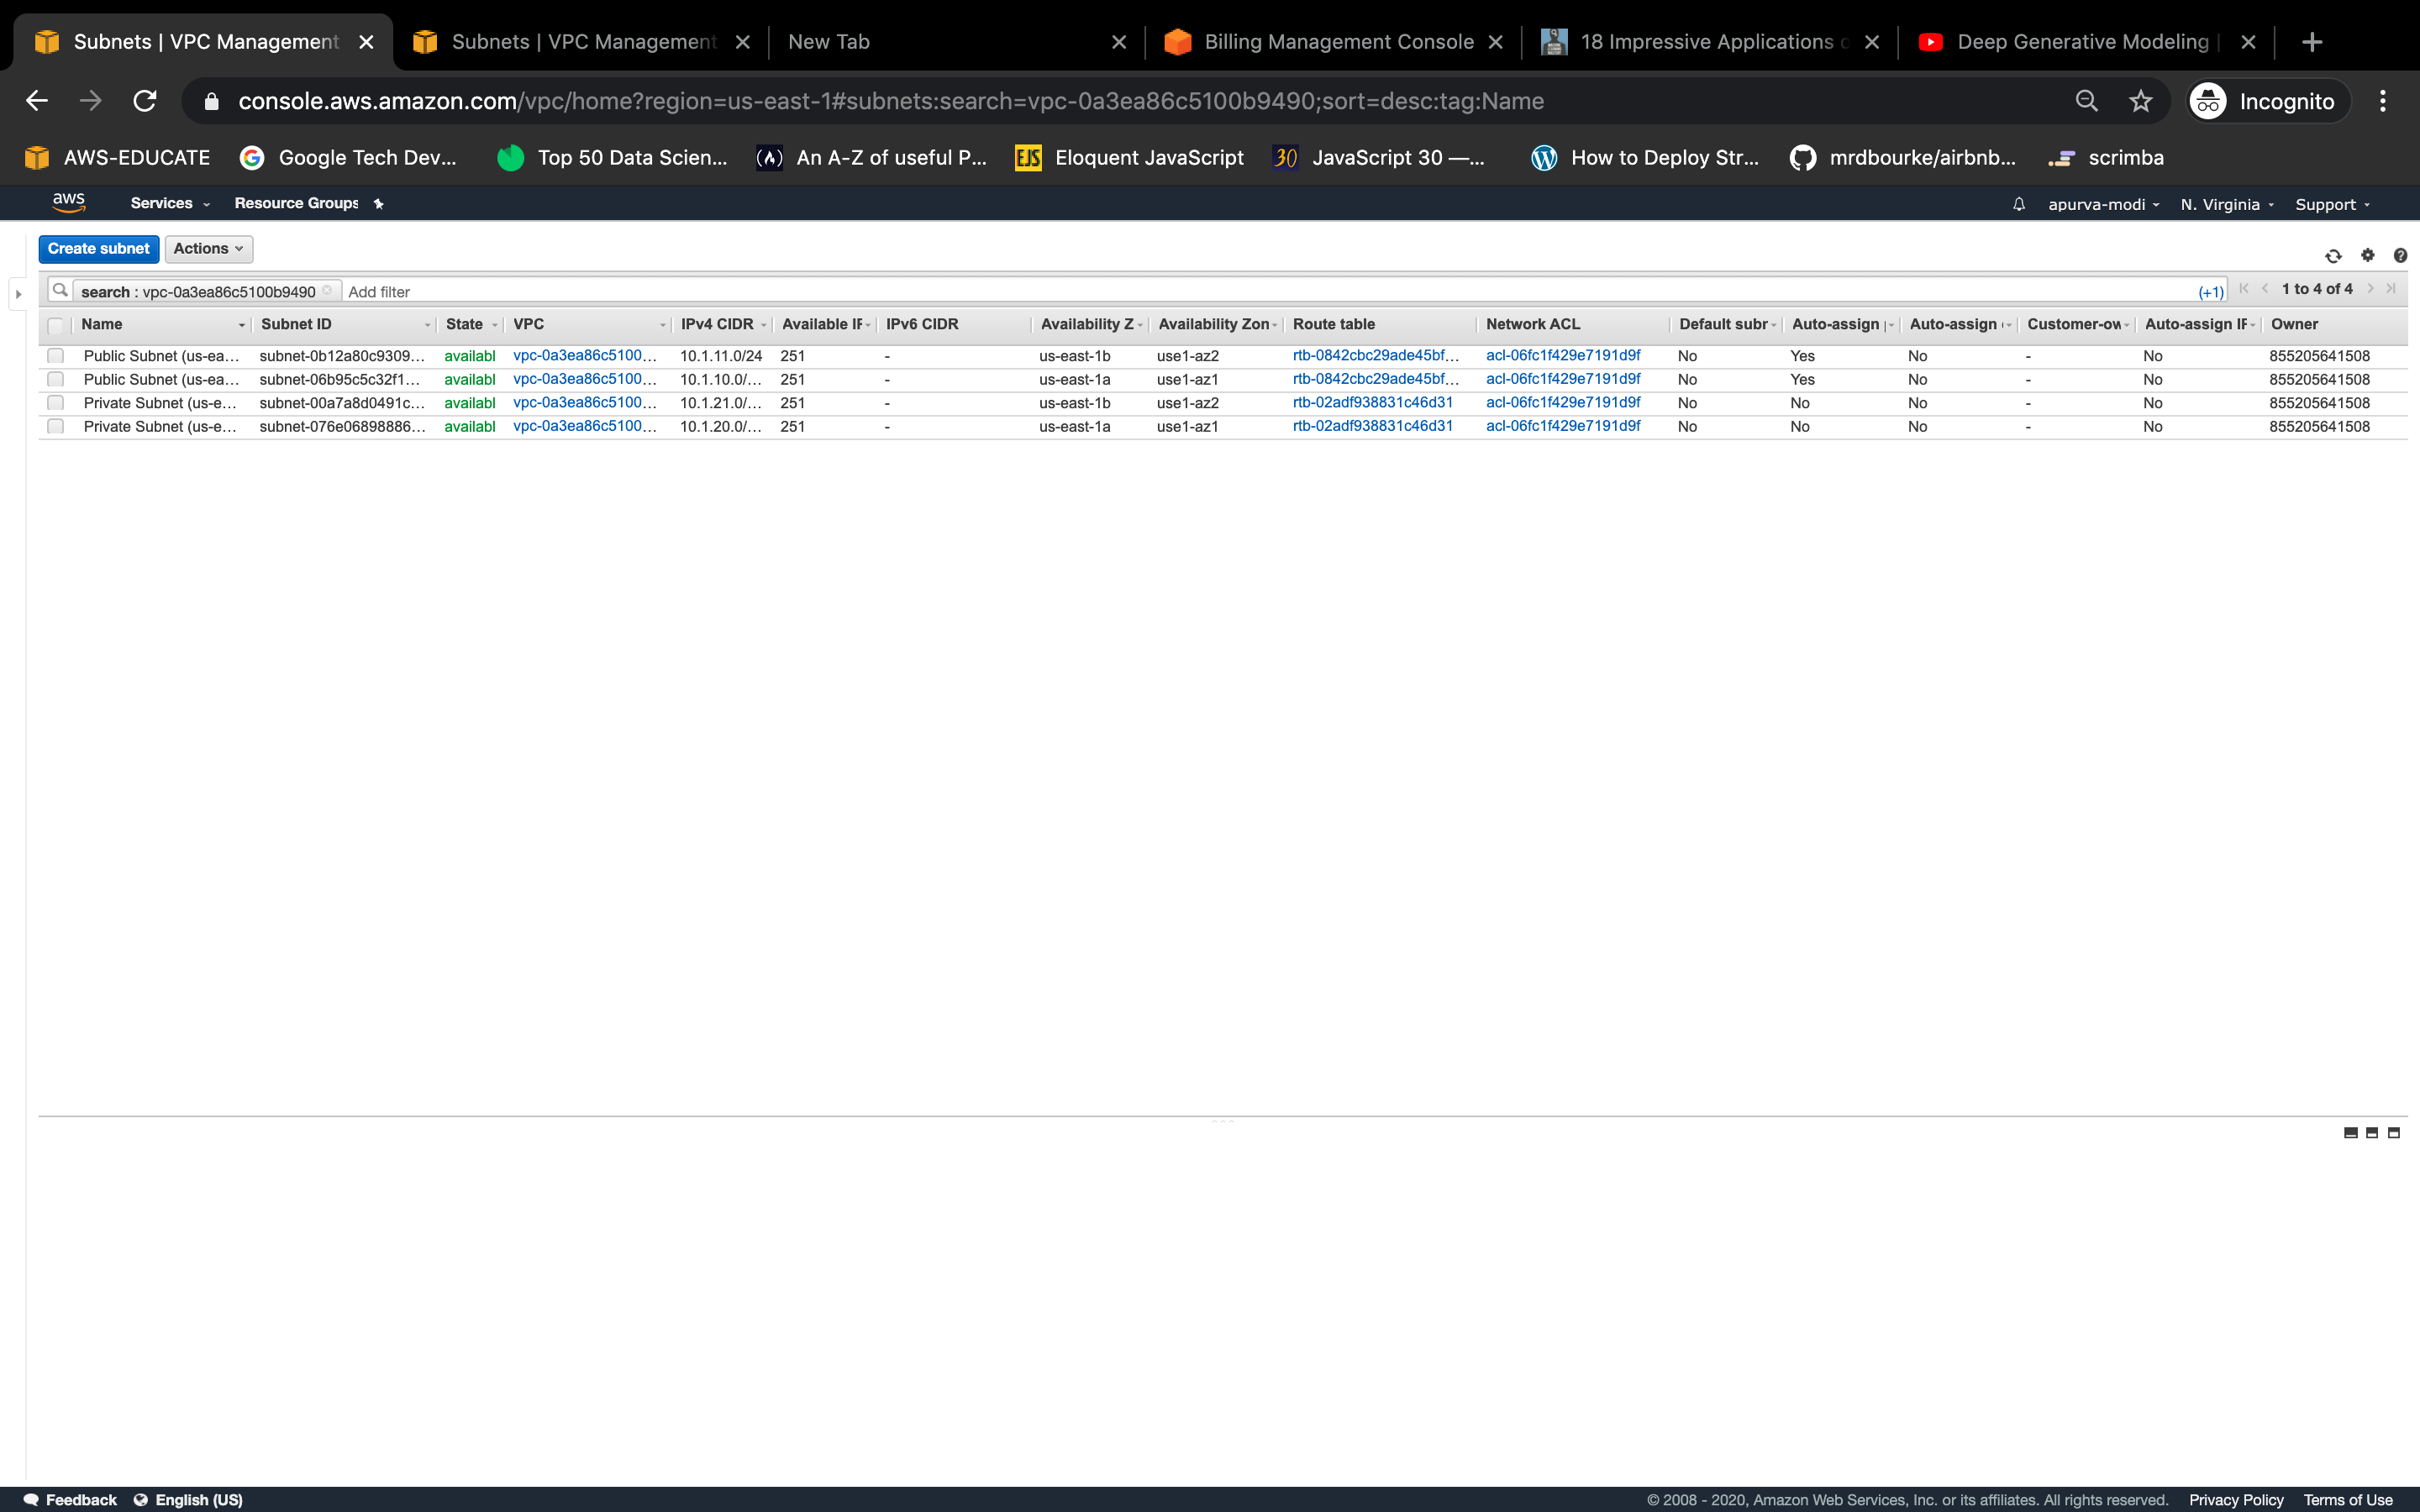 Subnets | VPC Management
Subnets | VPC Management
New Tab
Billing Management Console
18 Impressive Applications o
Deep Generative Modeling |
console.aws.amazon.com/vpc/home?region=us-east-1#subnets:search=vpc-0a3ea86c5100b9490;sort=desc:tag:Name
Incognito
AWS-EDUCATE Google Tech Dev... Top 50 Data Scien... (A) An A-Z of useful P... EJS Eloquent JavaScript 30 JavaScript 30 —... How to Deploy Str... mrdbourke/airbnb... scrimba
aws Services Resource Groups apurva-modi N. Virginia Support
Create subnet Actions
search : vpc-0a3ea86c5100b9490 Add filter (+1) 1 to 4 of 4
Name Subnet ID State VPC IPv4 CIDR Available IF IPv6 CIDR Availability Z Availability Zon Route table Network ACL Default subr Auto-assign Auto-assign Customer-ow Auto-assign IF Owner
Public Subnet (us-ea... subnet-0b12a80c9309... availabl vpc-0a3ea86c5100... 10.1.11.0/24 251 - us-east-1b use1-az2 rtb-0842cbc29ade45bf... acl-06fc1f429e7191d9f No Yes No - No 855205641508
Public Subnet (us-ea... subnet-06b95c5c32f1... availabl vpc-0a3ea86c5100... 10.1.10.0/... 251 - us-east-1a use1-az1 rtb-0842cbc29ade45bf... acl-06fc1f429e7191d9f No Yes No - No 855205641508
Private Subnet (us-e... subnet-00a7a8d0491c... availabl vpc-0a3ea86c5100... 10.1.21.0/... 251 - us-east-1b use1-az2 rtb-02adf938831c46d31 acl-06fc1f429e7191d9f No No No - No 855205641508
Private Subnet (us-e... subnet-076e06898886... availabl vpc-0a3ea86c5100... 10.1.20.0/... 251 - us-east-1a use1-az1 rtb-02adf938831c46d31 acl-06fc1f429e7191d9f No No No - No 855205641508
Feedback English (US) © 2008 - 2020, Amazon Web Services, Inc. or its affiliates. All rights reserved. Privacy Policy Terms of Use